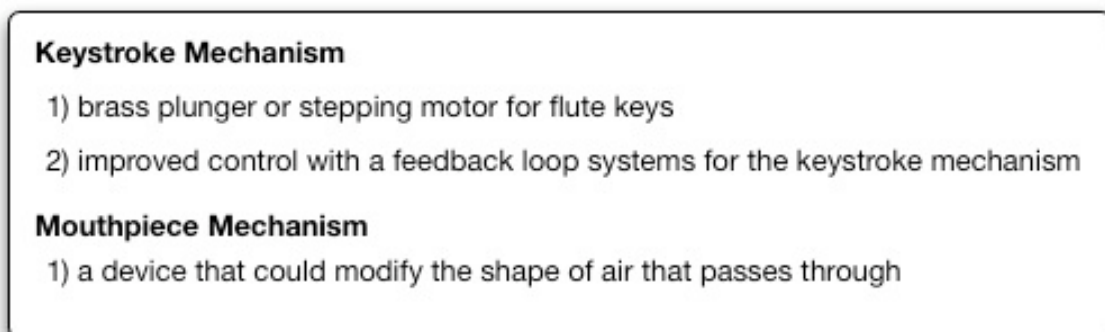 Keystroke Mechanism
1) brass plunger or stepping motor for flute keys
2) improved control with a feedback loop systems for the keystroke mechanism
Mouthpiece Mechanism
1) a device that could modify the shape of air that passes through